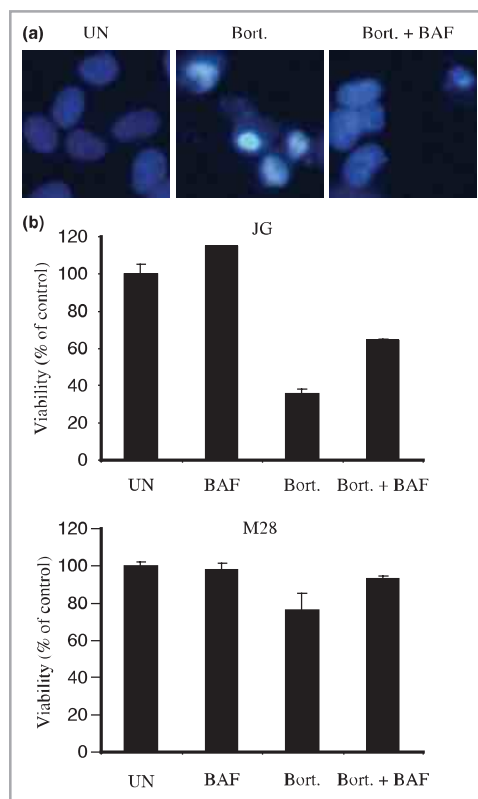 (a) UN Bort. Bort. + BAF
(b) JG
120
100
80
60
40
20
0
Viability (% of control)
UN BAF Bort. Bort. + BAF
M28
120
100
80
60
40
20
0
Viability (% of control)
UN BAF Bort. Bort. + BAF